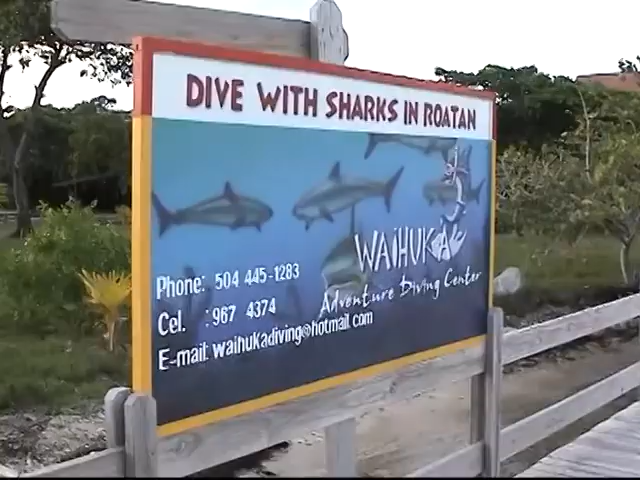 DIVE WITH SHARKS IN ROATAN
WAIHUKA
Adventure Diving Center
Phone: 504 445-1283
Cel. : 967 4374
E-mail: waihukadiving@hotmail.com